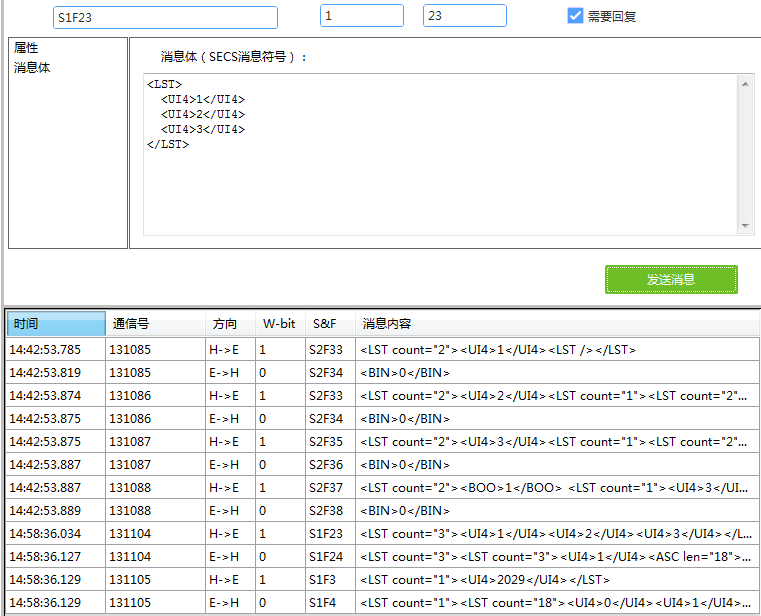 S1F23 1 23 需要回复
属性
消息体
消息体（SECS消息符号）：
<LST>
<UI4>1</UI4>
<UI4>2</UI4>
<UI4>3</UI4>
</LST>
发送消息
时间 通信号 方向 W-bit S&F 消息内容
14:42:53.785 131085 H->E 1 S2F33 <LST count="2"><UI4>1</UI4><LST /></LST>
14:42:53.819 131085 E->H 0 S2F34 <BIN>0</BIN>
14:42:53.874 131086 H->E 1 S2F33 <LST count="2"><UI4>2</UI4><LST count="1"><LST count="2"...
14:42:53.875 131086 E->H 0 S2F34 <BIN>0</BIN>
14:42:53.875 131087 H->E 1 S2F35 <LST count="2"><UI4>3</UI4><LST count="1"><LST count="2"...
14:42:53.887 131087 E->H 0 S2F36 <BIN>0</BIN>
14:42:53.887 131088 H->E 1 S2F37 <LST count="2"><BOO>1</BOO> <LST count="1"><UI4>3</UI...
14:42:53.889 131088 E->H 0 S2F38 <BIN>0</BIN>
14:58:36.034 131104 H->E 1 S1F23 <LST count="3"><UI4>1</UI4><UI4>2</UI4><UI4>3</UI4></L...
14:58:36.127 131104 E->H 0 S1F24 <LST count="3"><LST count="3"><UI4>1</UI4><ASC len="18">...
14:58:36.129 131105 H->E 1 S1F3 <LST count="1"><UI4>2029</UI4></LST>
14:58:36.129 131105 E->H 0 S1F4 <LST count="1"><LST count="18"><UI4>0</UI4><UI4>1</UI4>...